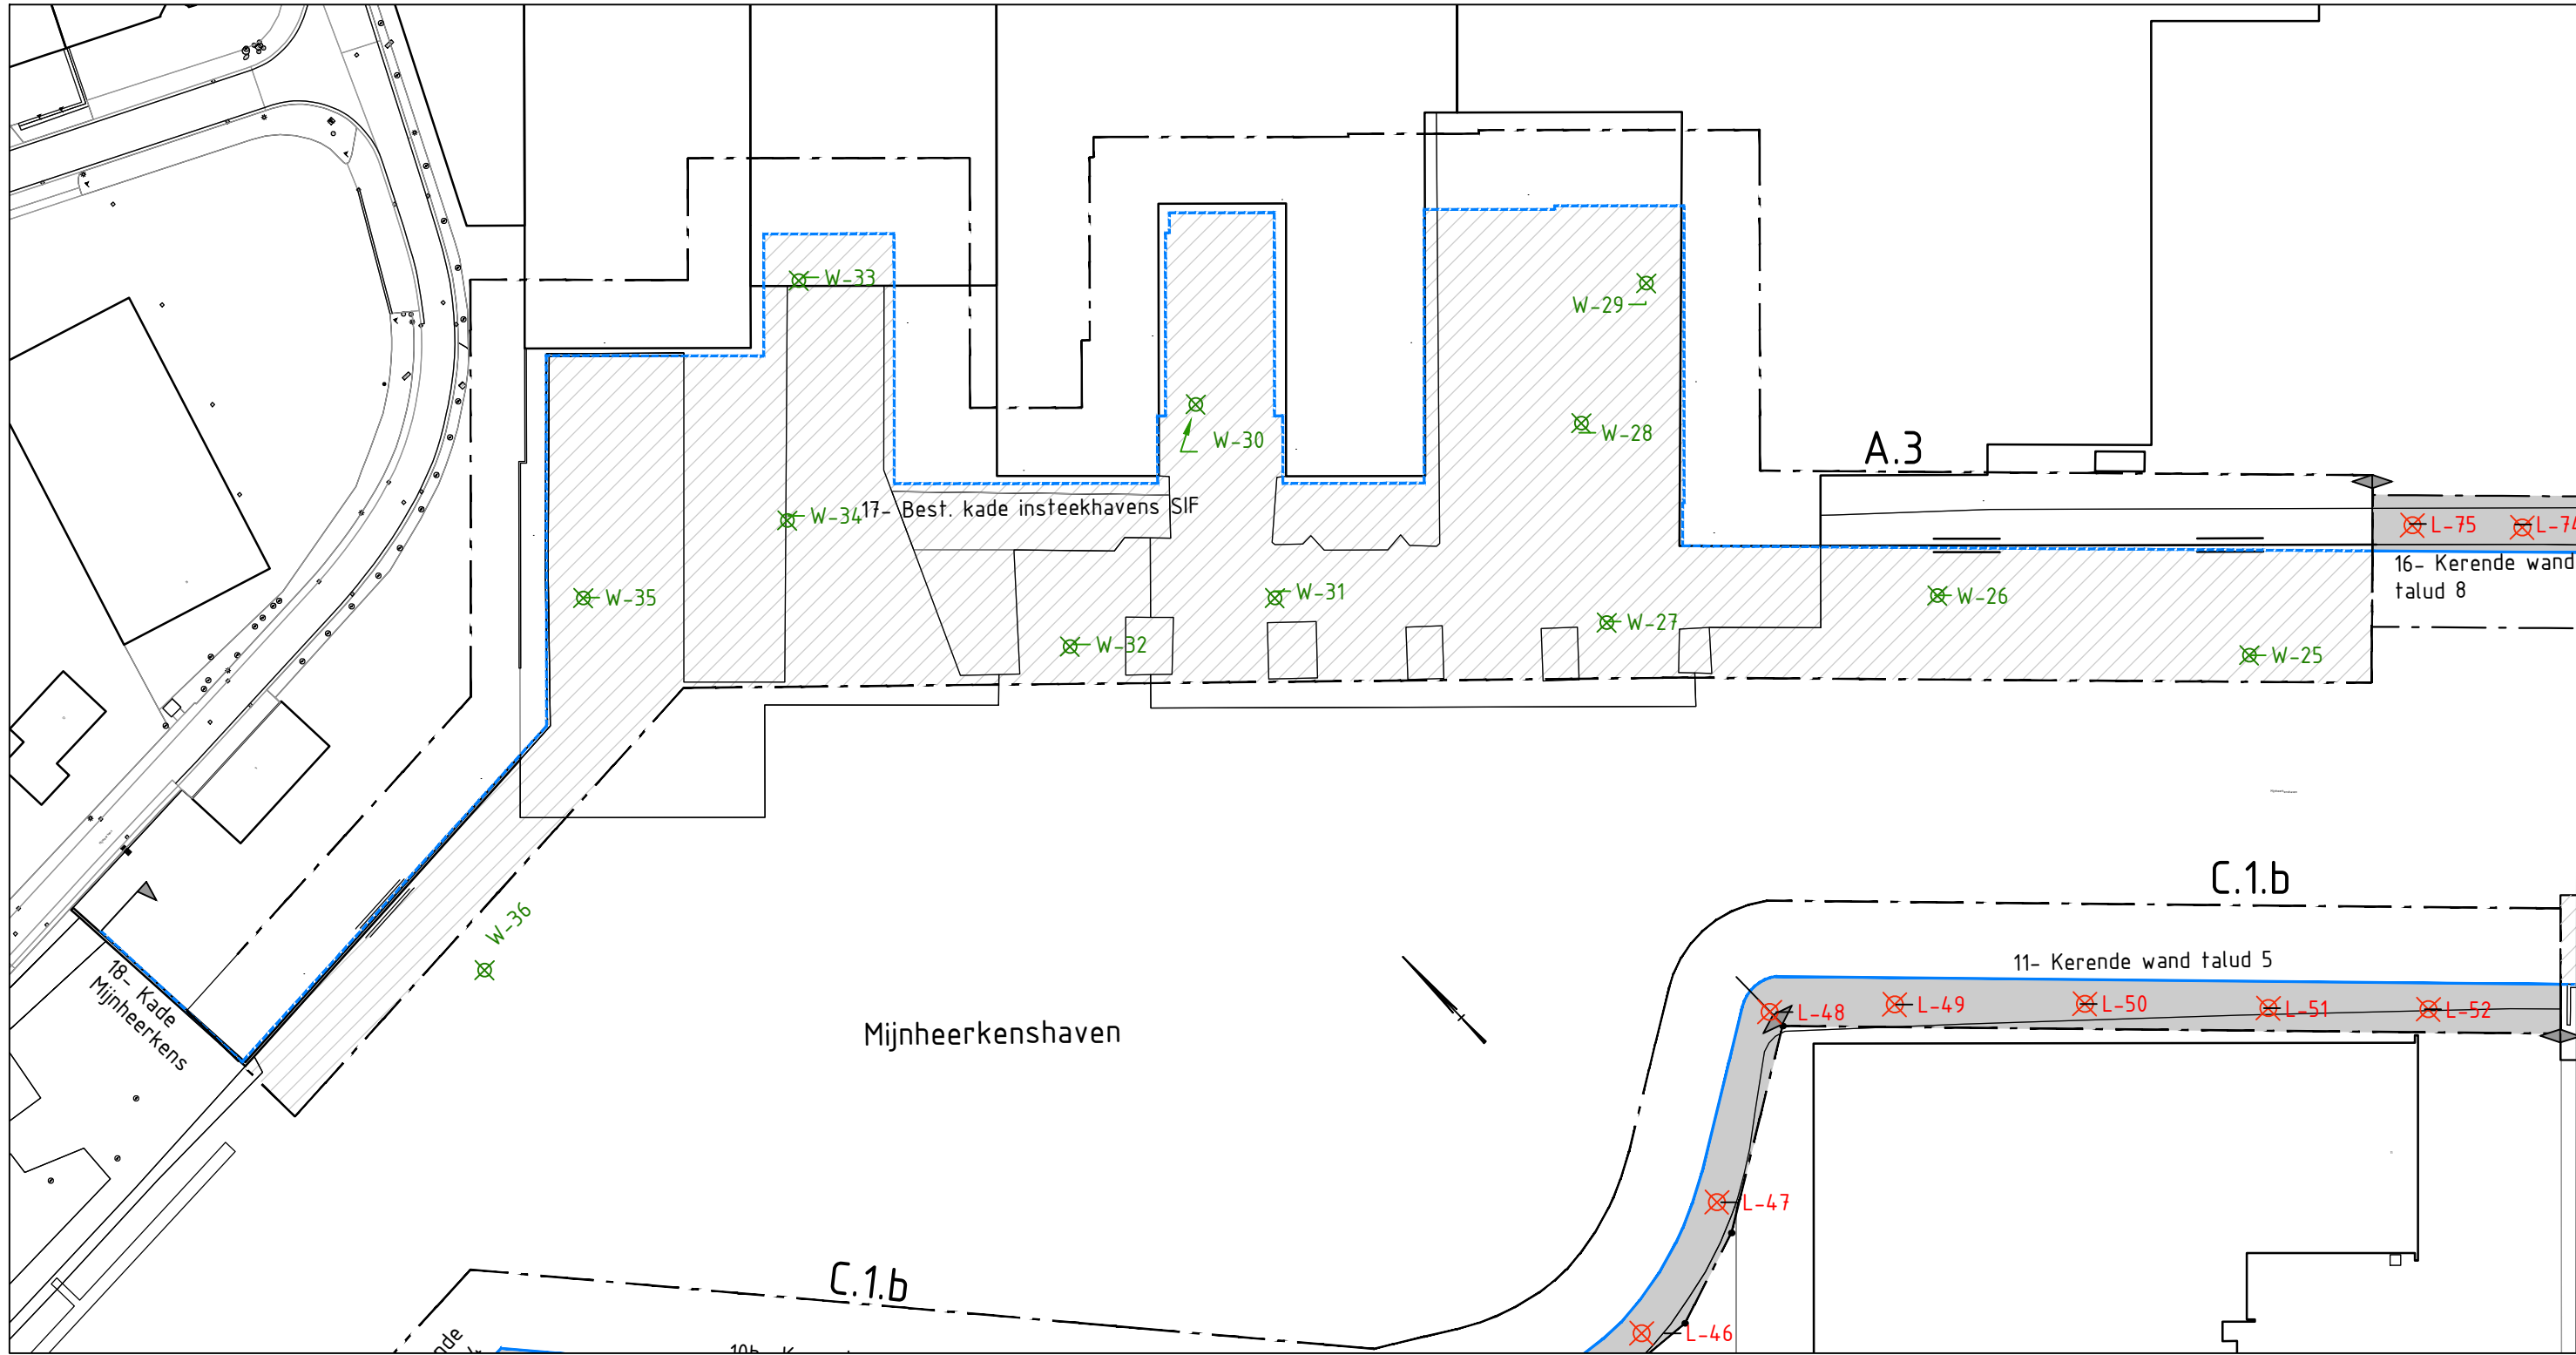 W-33
W-29
W-30
W-28
A.3
17- Best. kade insteekhavens SIF
W-34
L-75
L-74
16- Kerende wand
talud 8
W-35
W-31
W-26
W-27
W-32
W-25
C.1.b
W-36
11- Kerende wand talud 5
18- Kade
Mijnheerkens
Mijnheerkenshaven
L-48
L-49
L-50
L-51
L-52
L-47
C.1.b
L-46